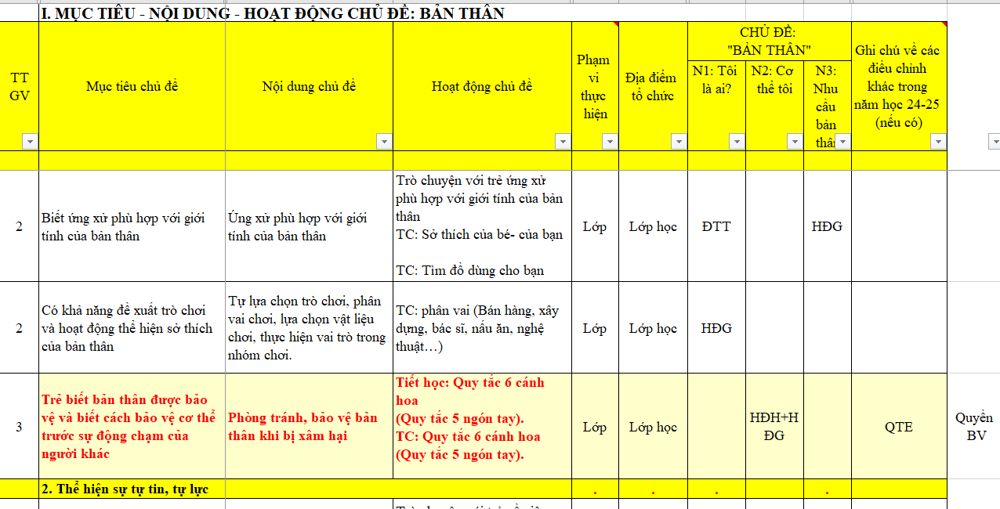 I. MỤC TIÊU - NỘI DUNG - HOẠT ĐỘNG CHỦ ĐỀ: BẢN THÂN
TT
GV
Mục tiêu chủ đề
Nội dung chủ đề
Hoạt động chủ đề
Phạm
vi
thực
hiện
Địa điểm
tổ chức
CHỦ ĐỀ:
"BẢN THÂN"
N1: Tôi
là ai?
N2: Cơ
thể tôi
N3:
Nhu
cầu
bản
thân
Ghi chú về các
điều chỉnh
khác trong
năm học 24-25
(nếu có)
2
Biết ứng xử phù hợp với giới
tính của bản thân
Ứng xử phù hợp với giới
tính của bản thân
Trò chuyện với trẻ ứng xử
phù hợp với giới tính của bản
thân
TC: Sở thích của bé- của bạn
TC: Tìm đồ dùng cho bạn
Lớp
Lớp học
ĐTT
HĐG
2
Có khả năng đề xuất trò chơi
và hoạt động thể hiện sở thích
của bản thân
Tự lựa chọn trò chơi, phân
vai chơi, lựa chọn vật liệu
chơi, thực hiện vai trò trong
nhóm chơi.
TC: phân vai (Bán hàng, xây
dựng, bác sĩ, nấu ăn, nghệ
thuật…)
Lớp
Lớp học
HĐG
3
Trẻ biết bản thân được bảo
vệ và biết cách bảo vệ cơ thể
trước sự động chạm của
người khác
Phòng tránh, bảo vệ bản
thân khi bị xâm hại
Tiết học: Quy tắc 6 cánh
hoa
(Quy tắc 5 ngón tay).
TC: Quy tắc 6 cánh hoa
(Quy tắc 5 ngón tay).
Lớp
Lớp học
HĐH+H
ĐG
QTE
Quyền
BV
2. Thể hiện sự tự tin, tự lực
. . . .